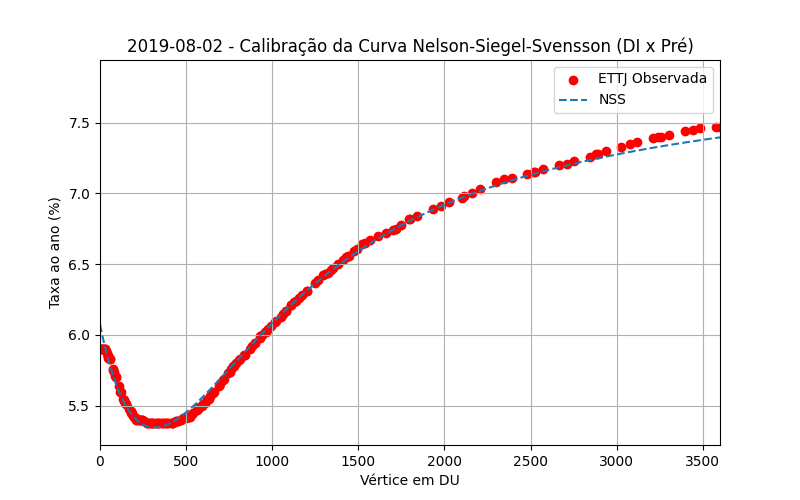 2019-08-02 - Calibração da Curva Nelson-Siegel-Svensson (DI x Pré)
ETTJ Observada
NSS
Taxa ao ano (%)
7.5
7.0
6.5
6.0
5.5
0 500 1000 1500 2000 2500 3000 3500
Vértice em DU